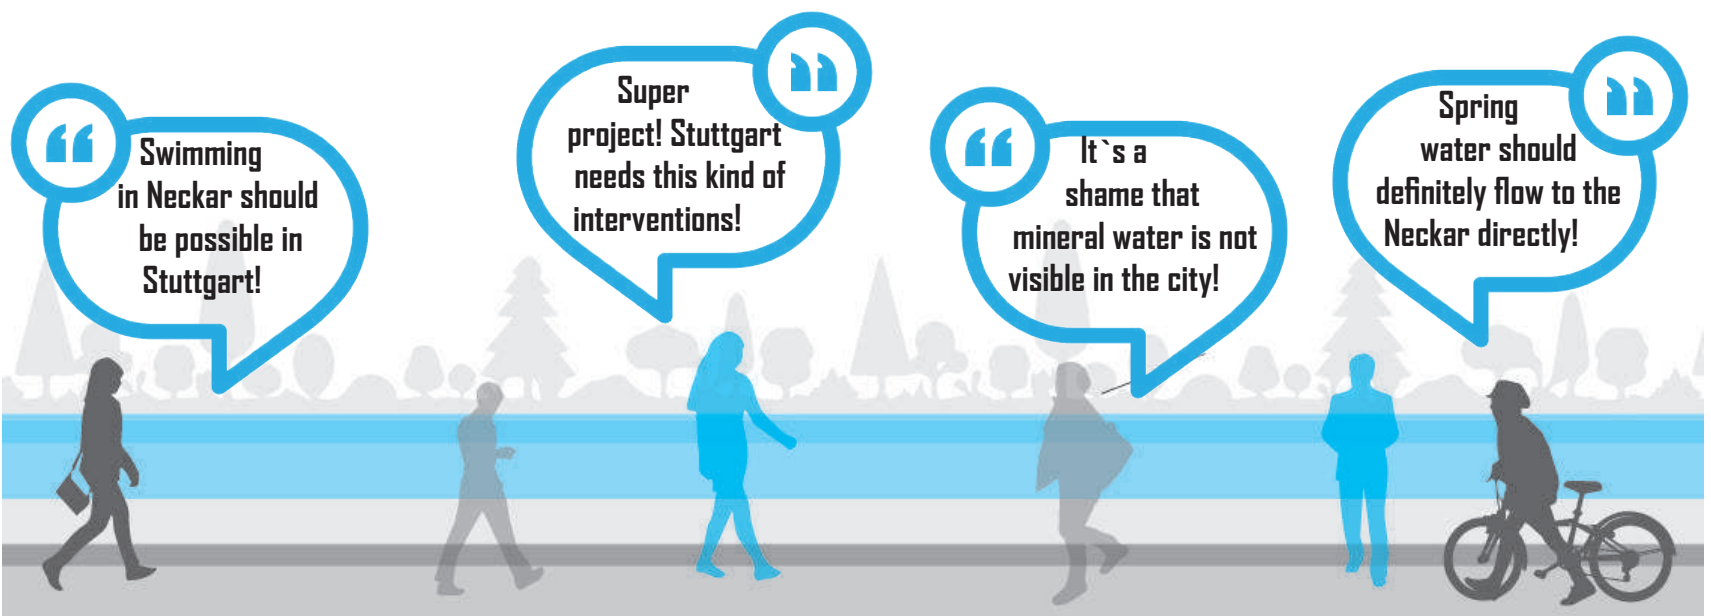 Swimming
in Neckar should
be possible in
Stuttgart!
Super
project! Stuttgart
needs this kind of
interventions!
It`s a
shame that
mineral water is not
visible in the city!
Spring
water should
definitely flow to the
Neckar directly!